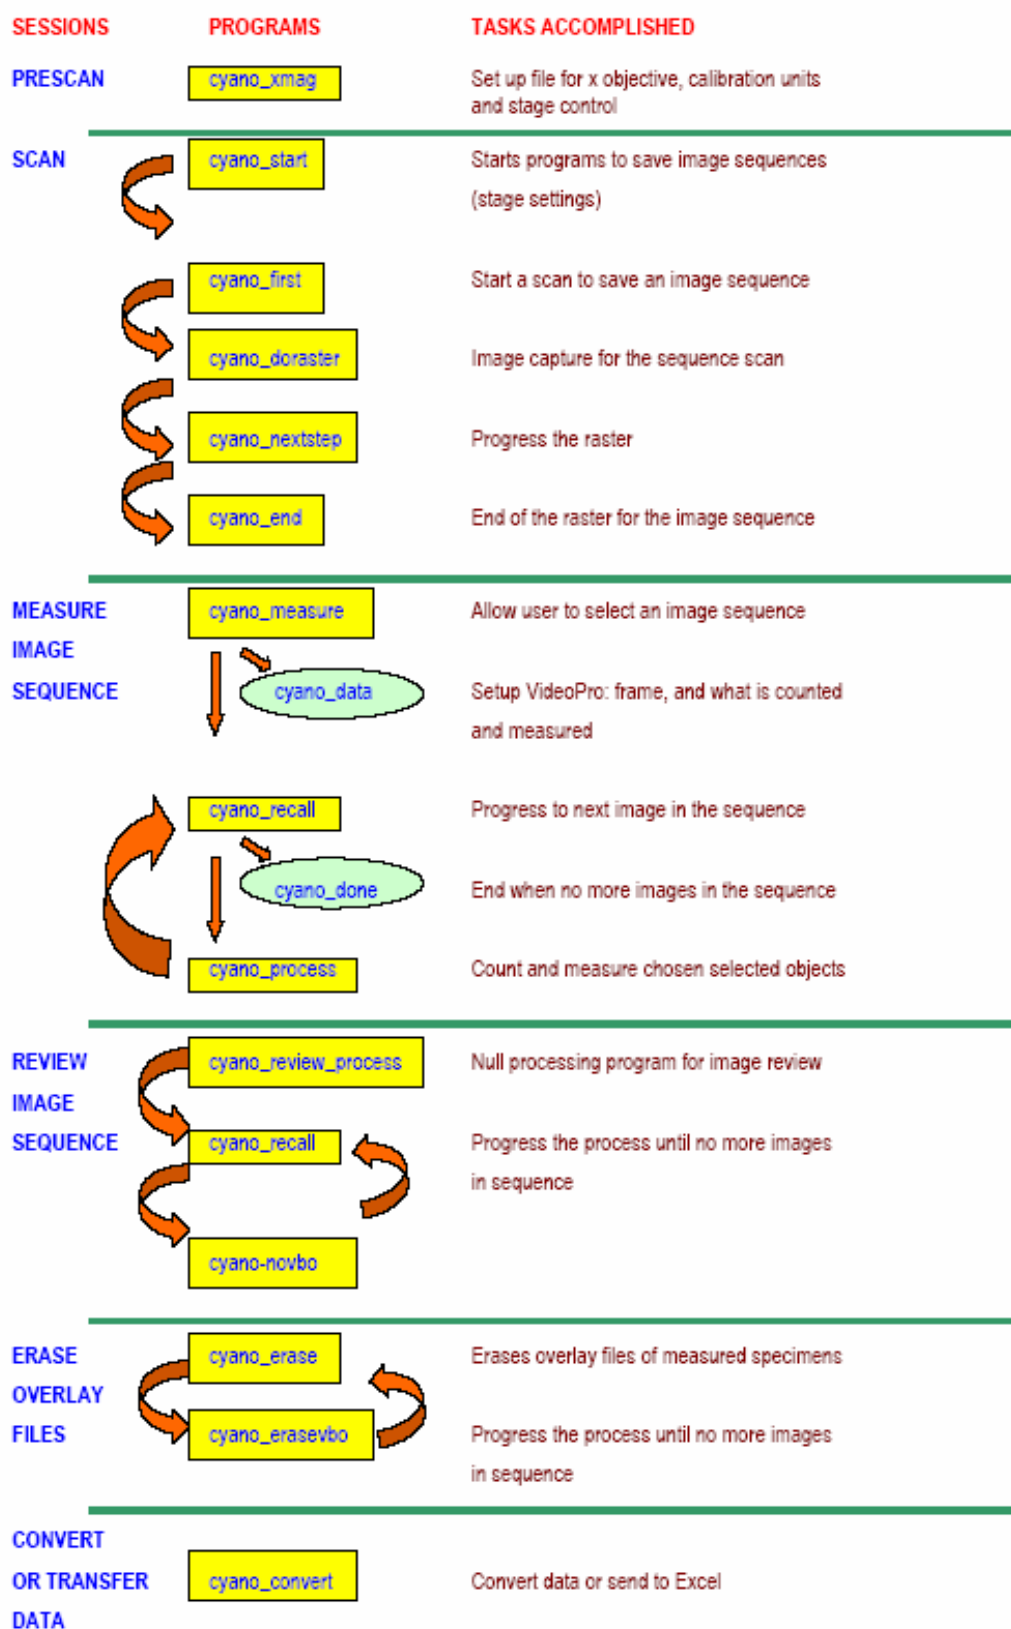 SESSIONS PROGRAMS TASKS ACCOMPLISHED
PRESCAN cyano_xmag Set up file for x objective, calibration units
and stage control
SCAN cyano_start Starts programs to save image sequences
(stage settings)
cyano_first Start a scan to save an image sequence
cyano_doraster Image capture for the sequence scan
cyano_nextstep Progress the raster
cyano_end End of the raster for the image sequence
MEASURE cyano_measure Allow user to select an image sequence
IMAGE
SEQUENCE cyano_data Setup VideoPro: frame, and what is counted
and measured
cyano_recall Progress to next image in the sequence
cyano_done End when no more images in the sequence
cyano_process Count and measure chosen selected objects
REVIEW cyano_review_process Null processing program for image review
IMAGE
SEQUENCE cyano_recall Progress the process until no more images
in sequence
cyano-novbo
ERASE cyano_erase Erases overlay files of measured specimens
OVERLAY
FILES cyano_erasevbo Progress the process until no more images
in sequence
CONVERT
OR TRANSFER cyano_convert Convert data or send to Excel
DATA